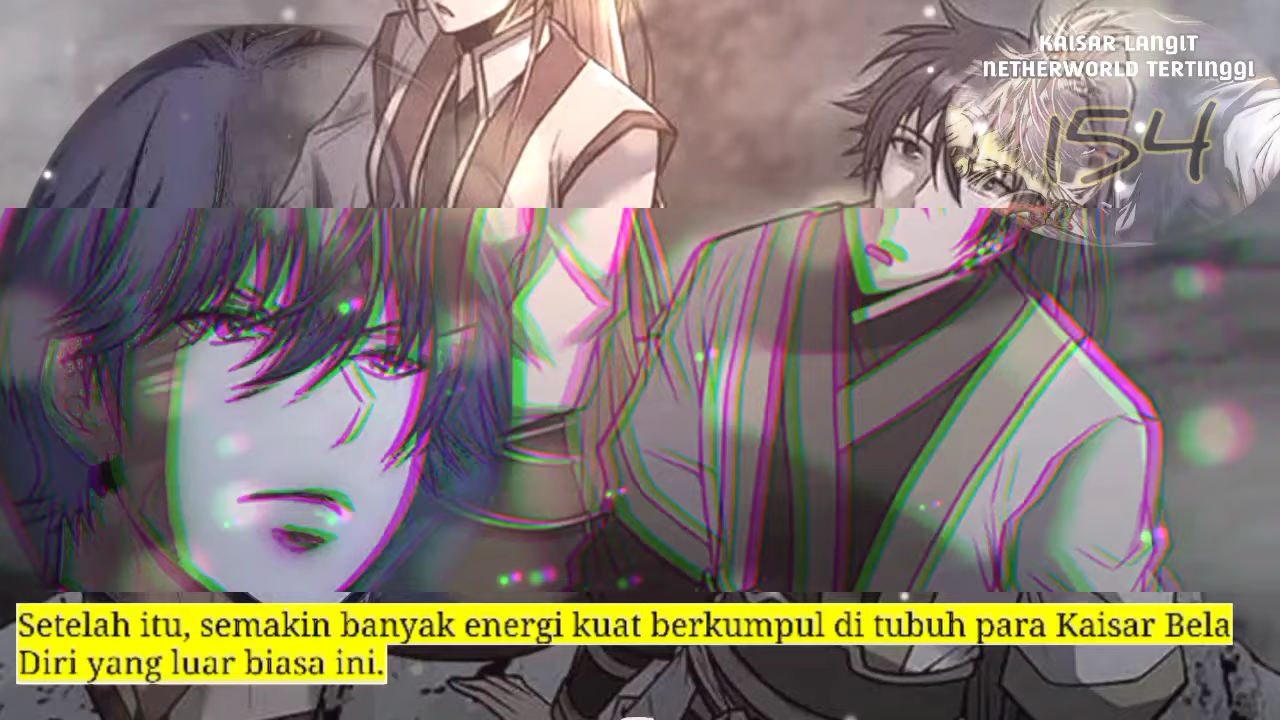 KAISAR LANGIT
NETHERWORLD TERTINGGI
154
Setelah itu, semakin banyak energi kuat berkumpul di tubuh para Kaisar Bela
Diri yang luar biasa ini.